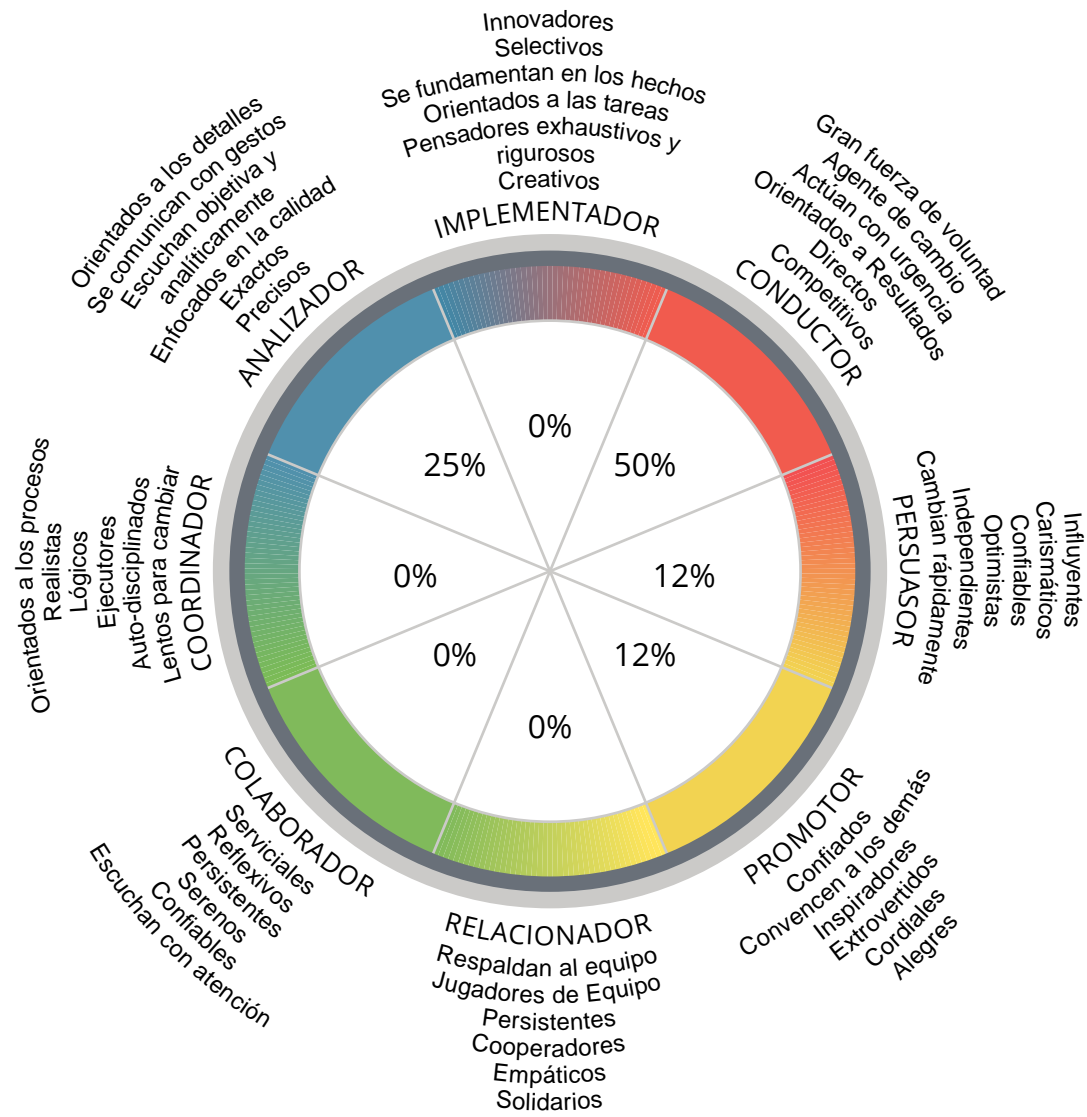 Innovadores
Selectivos
Se fundamentan en los hechos
Orientados a las tareas
Pensadores exhaustivos y
rigurosos
Creativos
IMPLEMENTADOR
Gran fuerza de voluntad
Agente de cambio
Actúan con urgencia
Orientados a Resultados
Directos
Competitivos
CONDUCTOR
Influyentes
Carismáticos
Confiables
Optimistas
Independientes
Cambian rápidamente
PERSUASOR
PROMOTOR
Confiados
Convencen a los demás
Inspiradores
Extrovertidos
Cordiales
Alegres
RELACIONADOR
Respaldan al equipo
Jugadores de Equipo
Persistentes
Cooperadores
Empáticos
Solidarios
COLABORADOR
Serviciales
Reflexivos
Persistentes
Serenos
Confiables
Escuchan con atención
Orientados a los procesos
Realistas
Lógicos
Ejecutores
Auto-disciplinados
Lentos para cambiar
COORDINADOR
Orientados a los detalles
Se comunican con gestos
Escuchan objetiva y
analíticamente
Enfocados en la calidad
Exactos
Precisos
ANALIZADOR
0%
50%
12%
12%
0%
0%
0%
25%